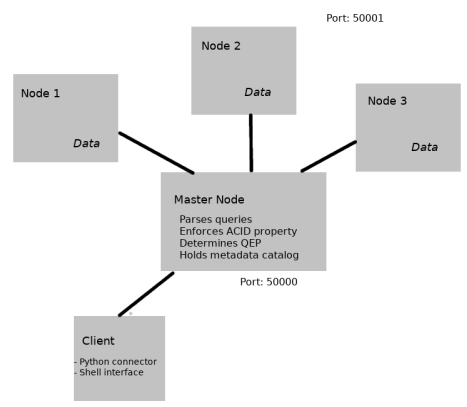 Port: 50001
Node 2
Data
Node 1
Data
Node 3
Data
Master Node
Parses queries
Enforces ACID property
Determines QEP
Holds metadata catalog
Port: 50000
Client
- Python connector
- Shell interface